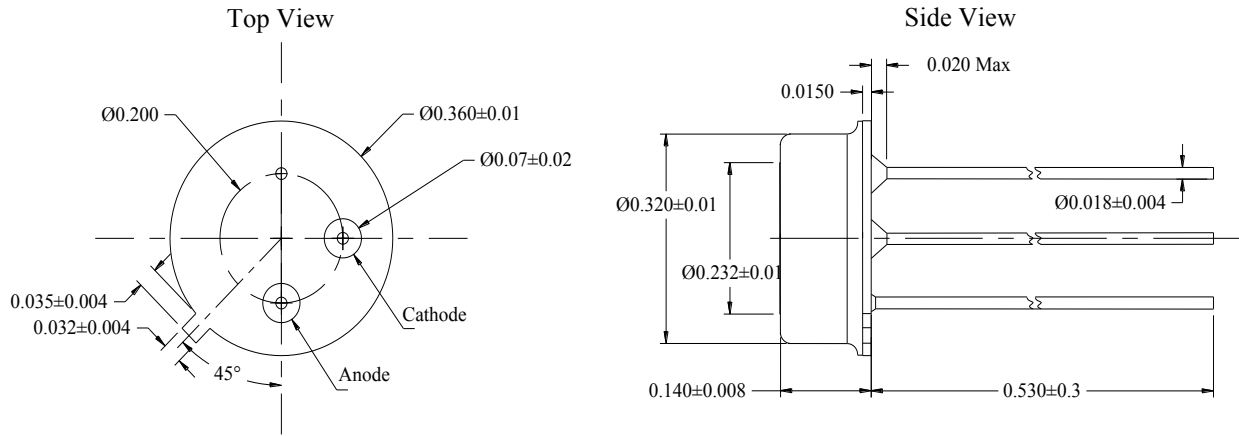 Top View
Side View
Ø0.200
Ø0.360±0.01
Ø0.07±0.02
0.035±0.004
0.032±0.004
45°
Cathode
Anode
0.020 Max
0.0150
Ø0.320±0.01
Ø0.232±0.01
Ø0.018±0.004
0.140±0.008
0.530±0.3